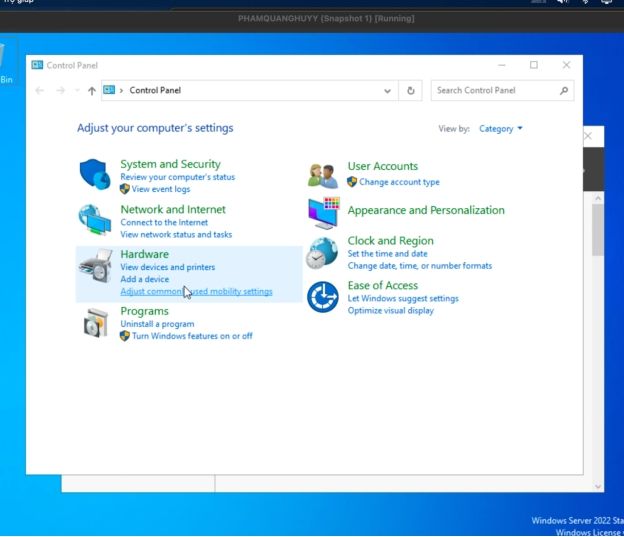 Trợ giúp
PHAMQUANGHUYY (Snapshot 1) [Running]
Bin
Control Panel
Control Panel
Search Control Panel
Adjust your computer's settings
View by: Category
System and Security
Review your computer's status
View event logs
Network and Internet
Connect to the Internet
View network status and tasks
Hardware
View devices and printers
Add a device
Adjust commonly used mobility settings
Programs
Uninstall a program
Turn Windows features on or off
User Accounts
Change account type
Appearance and Personalization
Clock and Region
Set the time and date
Change date, time, or number formats
Ease of Access
Let Windows suggest settings
Optimize visual display
Windows Server 2022 Sta
Windows License